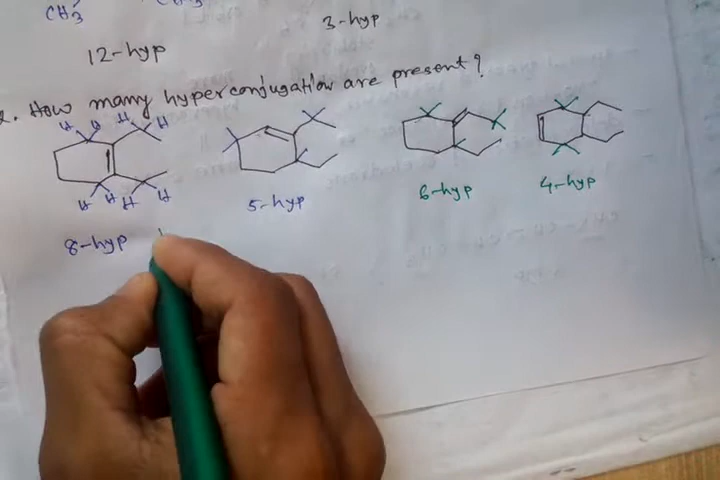 CH3 CH3
3-hyp
12-hyp
2. How many hyperconjugation are present?
H H H H
H H H H
5-hyp 6-hyp 4-hyp
8-hyp